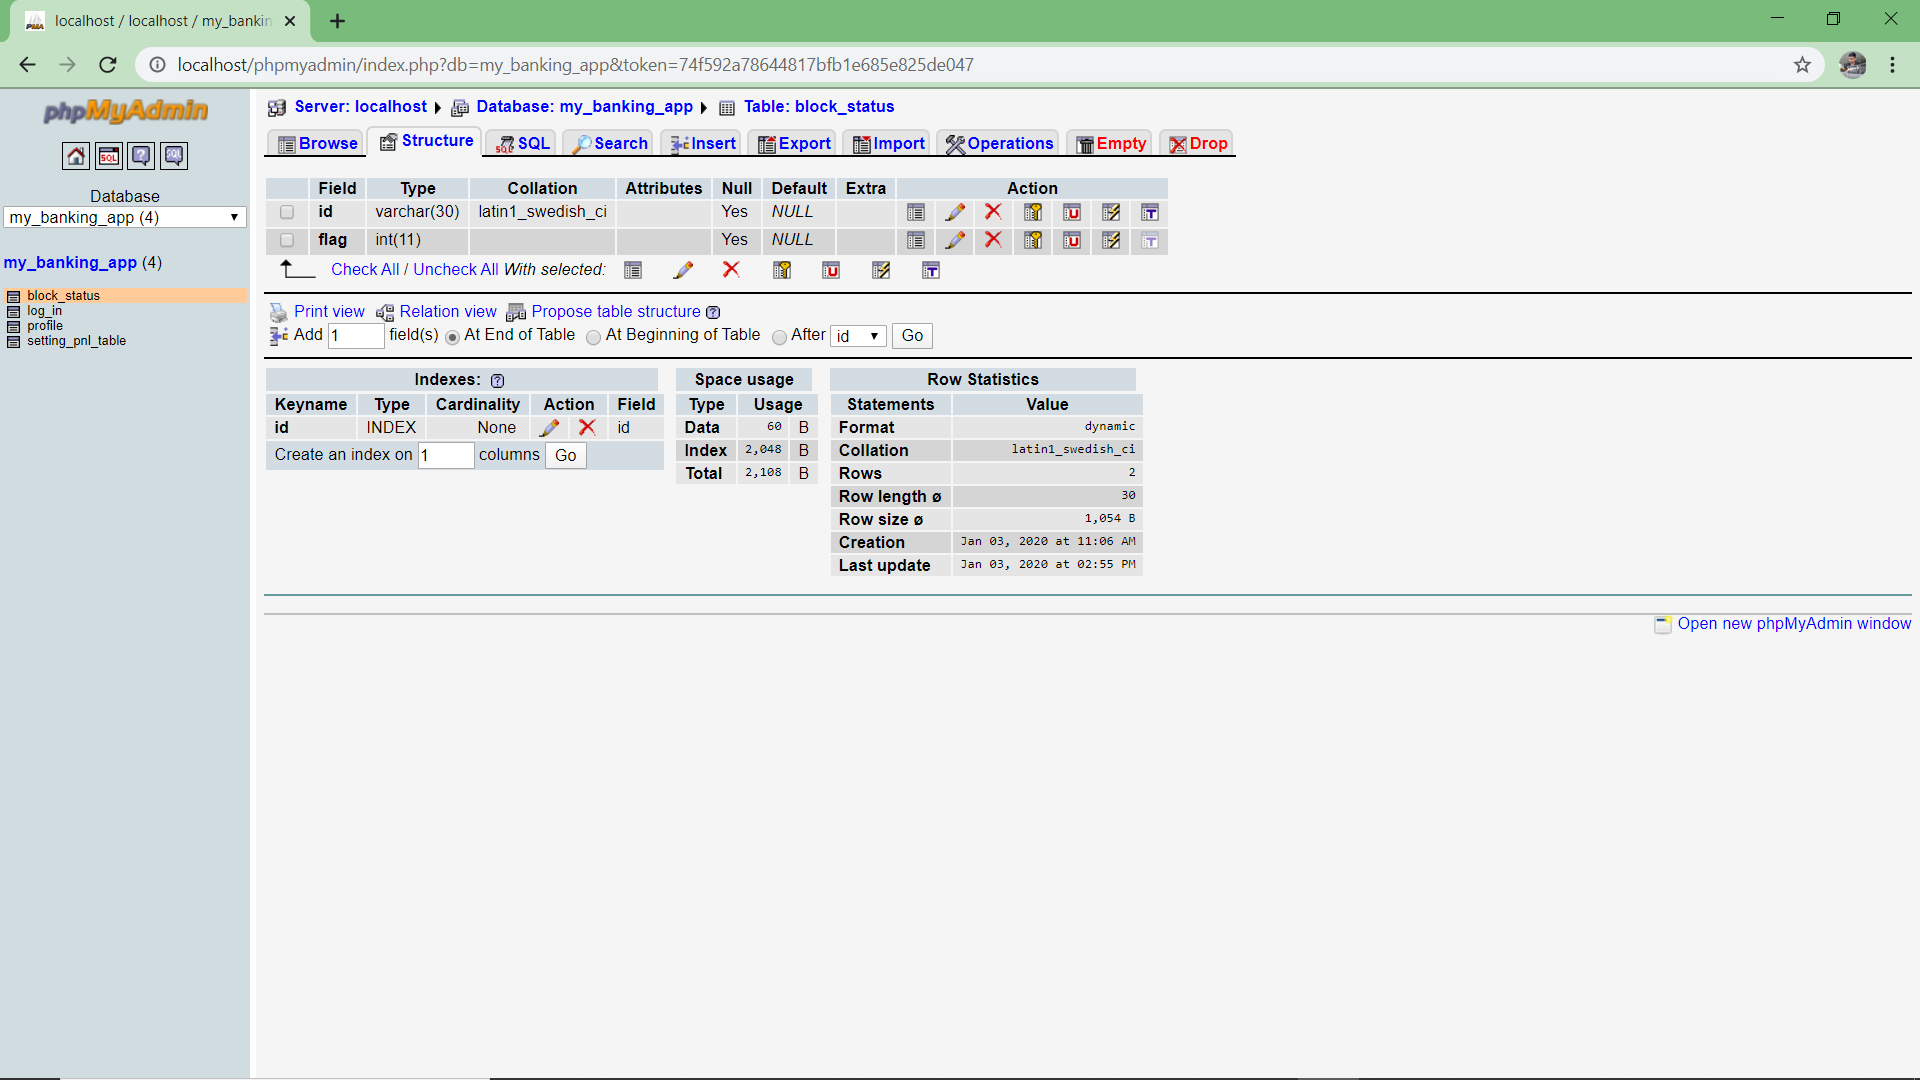 localhost / localhost / my_bankin
localhost/phpmyadmin/index.php?db=my_banking_app&token=74f592a78644817bfb1e685e825de047
phpMyAdmin
SQL
Database
my_banking_app (4)
my_banking_app (4)
block_status
log_in
profile
setting_pnl_table
Server: localhost Database: my_banking_app Table: block_status
Browse Structure SQL Search Insert Export Import Operations Empty Drop
Field Type Collation Attributes Null Default Extra Action
id varchar(30) latin1_swedish_ci Yes NULL
flag int(11) Yes NULL
Check All / Uncheck All With selected:
Print view Relation view Propose table structure
Add 1 field(s) At End of Table At Beginning of Table After id Go
Indexes:
Keyname Type Cardinality Action Field
id INDEX None id
Create an index on 1 columns Go
Space usage
Type Usage
Data 60 B
Index 2,048 B
Total 2,108 B
Row Statistics
Statements Value
Format dynamic
Collation latin1_swedish_ci
Rows 2
Row length ø 30
Row size ø 1,054 B
Creation Jan 03, 2020 at 11:06 AM
Last update Jan 03, 2020 at 02:55 PM
Open new phpMyAdmin window